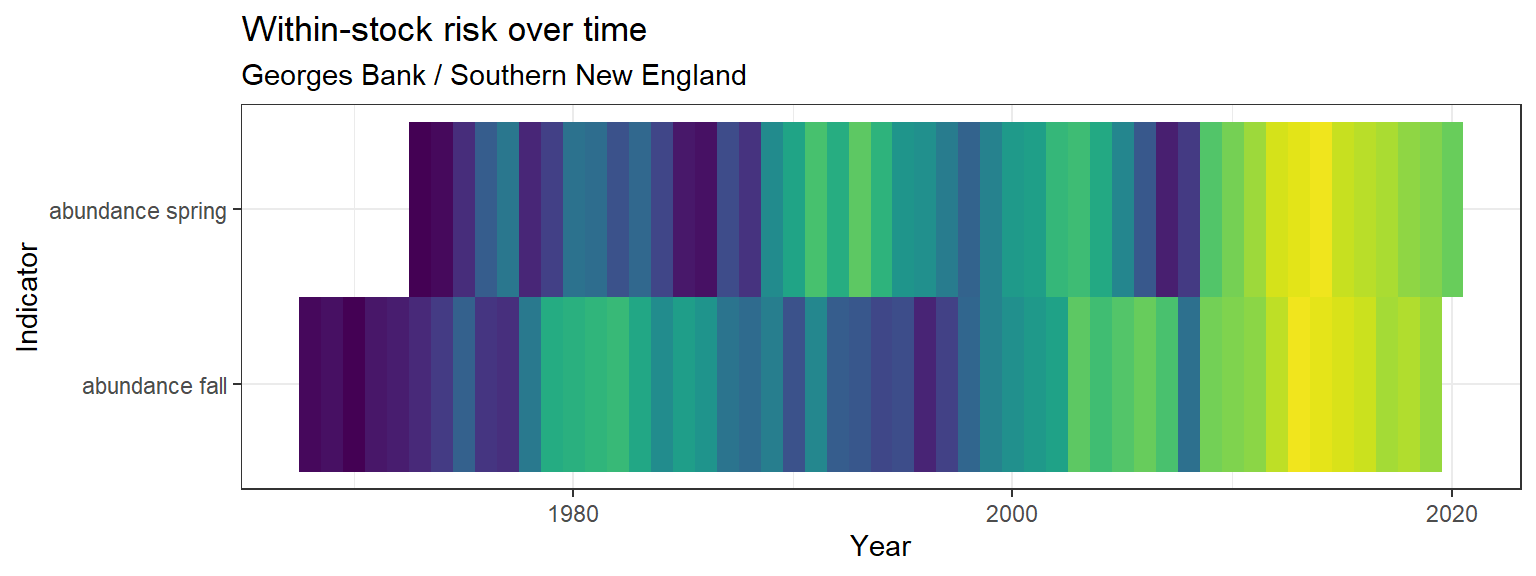 Within-stock risk over time
Georges Bank / Southern New England
Indicator
abundance spring
abundance fall
1980
2000
2020
Year